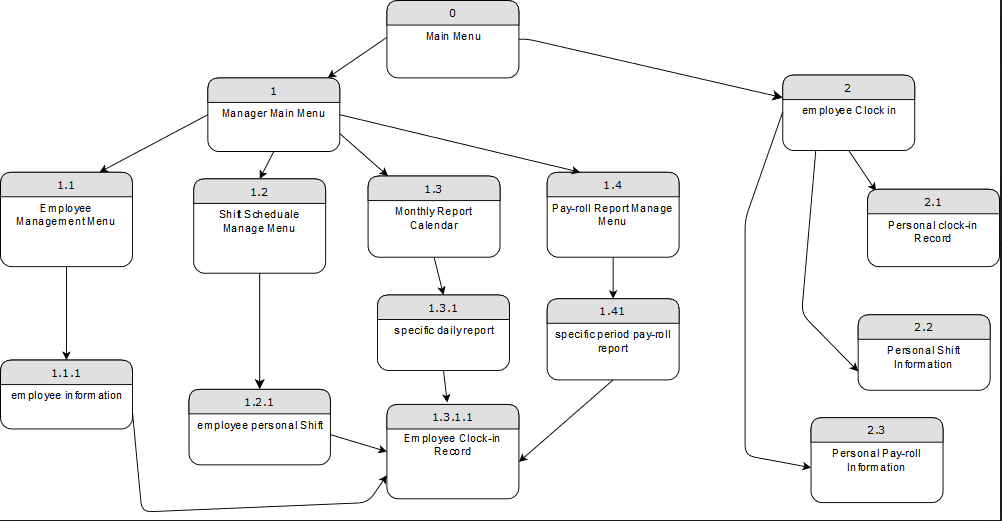 0
Main Menu
1
Manager Main Menu
2
employee Clock in
1.1
Employee
Management Menu
1.2
Shift Scheduale
Manage Menu
1.3
Monthly Report
Calendar
1.4
Pay-roll Report Manage
Menu
2.1
Personal clock-in
Record
1.3.1
specific daily report
1.41
specific period pay-roll
report
2.2
Personal Shift
Information
1.1.1
employee information
1.2.1
employee personal Shift
1.3.1.1
Employee Clock-in
Record
2.3
Personal Pay-roll
Information